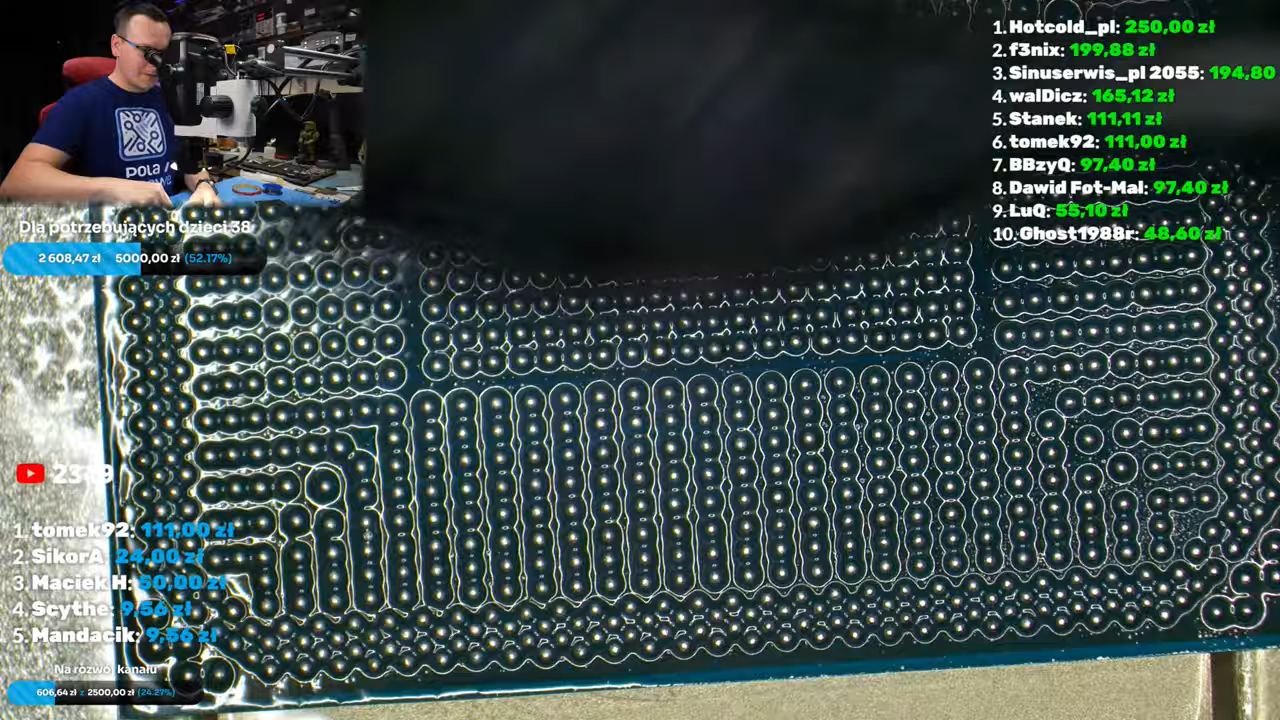 1. Hotcold_pl: 250,00 zł
2. f3nix: 199,88 zł
3. Sinuserwis_pl 2055: 194,80
4. walDicz: 165,12 zł
5. Stanek: 111,11 zł
6. tomek92: 111,00 zł
7. BBzyQ: 97,40 zł
8. Dawid Føt-Mal: 97,40 zł
9. LuQ: 55,10 zł
10. Ghost1988r: 48,60 zł
POLA
Dla potrzebujących dzieci 38
2 608,47 zł 5000,00 zł (52.17%)
1. tomek92: 111,00 zł
2. SikorA: 24,00 zł
3. Maciek H: 50,00 zł
4. Scythe: 9,56 zł
5. Mandacik: 9,56 zł
Na rozwój kanału
606,64 zł z 2500,00 zł (24.27%)